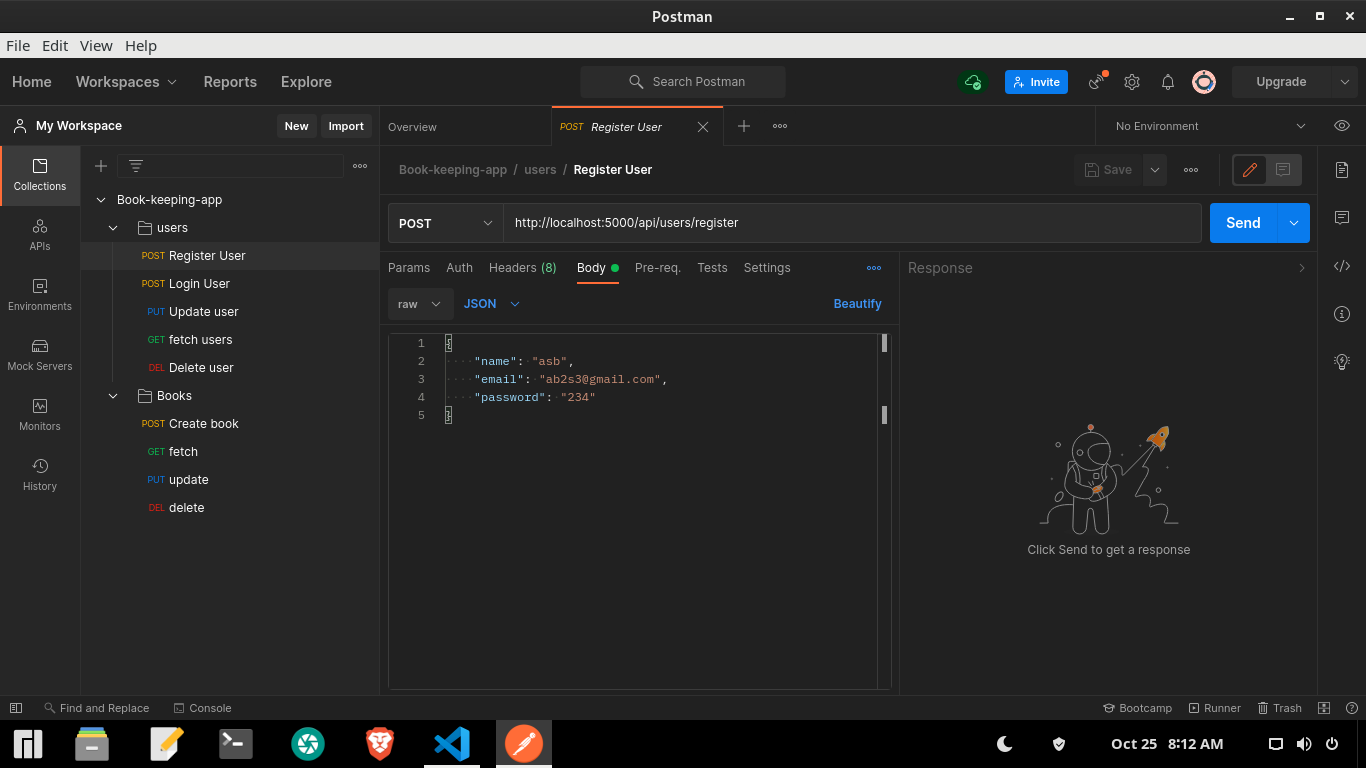 Postman
File Edit View Help
Home Workspaces Reports Explore Search Postman Invite Upgrade
My Workspace New Import
Overview POST Register User No Environment
Collections
APIs
Environments
Mock Servers
Monitors
History
Book-keeping-app
users
POST Register User
POST Login User
PUT Update user
GET fetch users
DEL Delete user
Books
POST Create book
GET fetch
PUT update
DEL delete
Book-keeping-app / users / Register User Save
POST http://localhost:5000/api/users/register Send
Params Auth Headers (8) Body Pre-req. Tests Settings
raw JSON Beautify
1 {
2 "name": "asb",
3 "email": "ab2s3@gmail.com",
4 "password": "234"
5 }
Response
Click Send to get a response
Find and Replace Console Bootcamp Runner Trash
Oct 25 8:12 AM